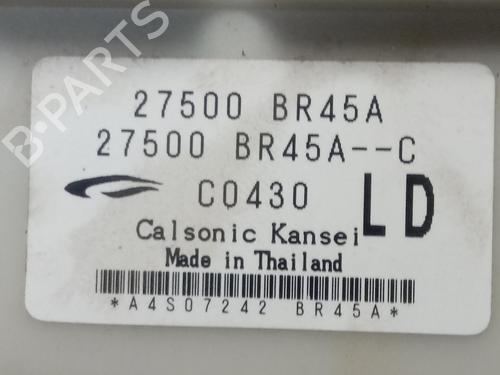 B-PARTS
27500 BR45A
27500 BR45A--C
C0430
LD
Calsonic Kansei
Made in Thailand
*A4S07242 BR45A*